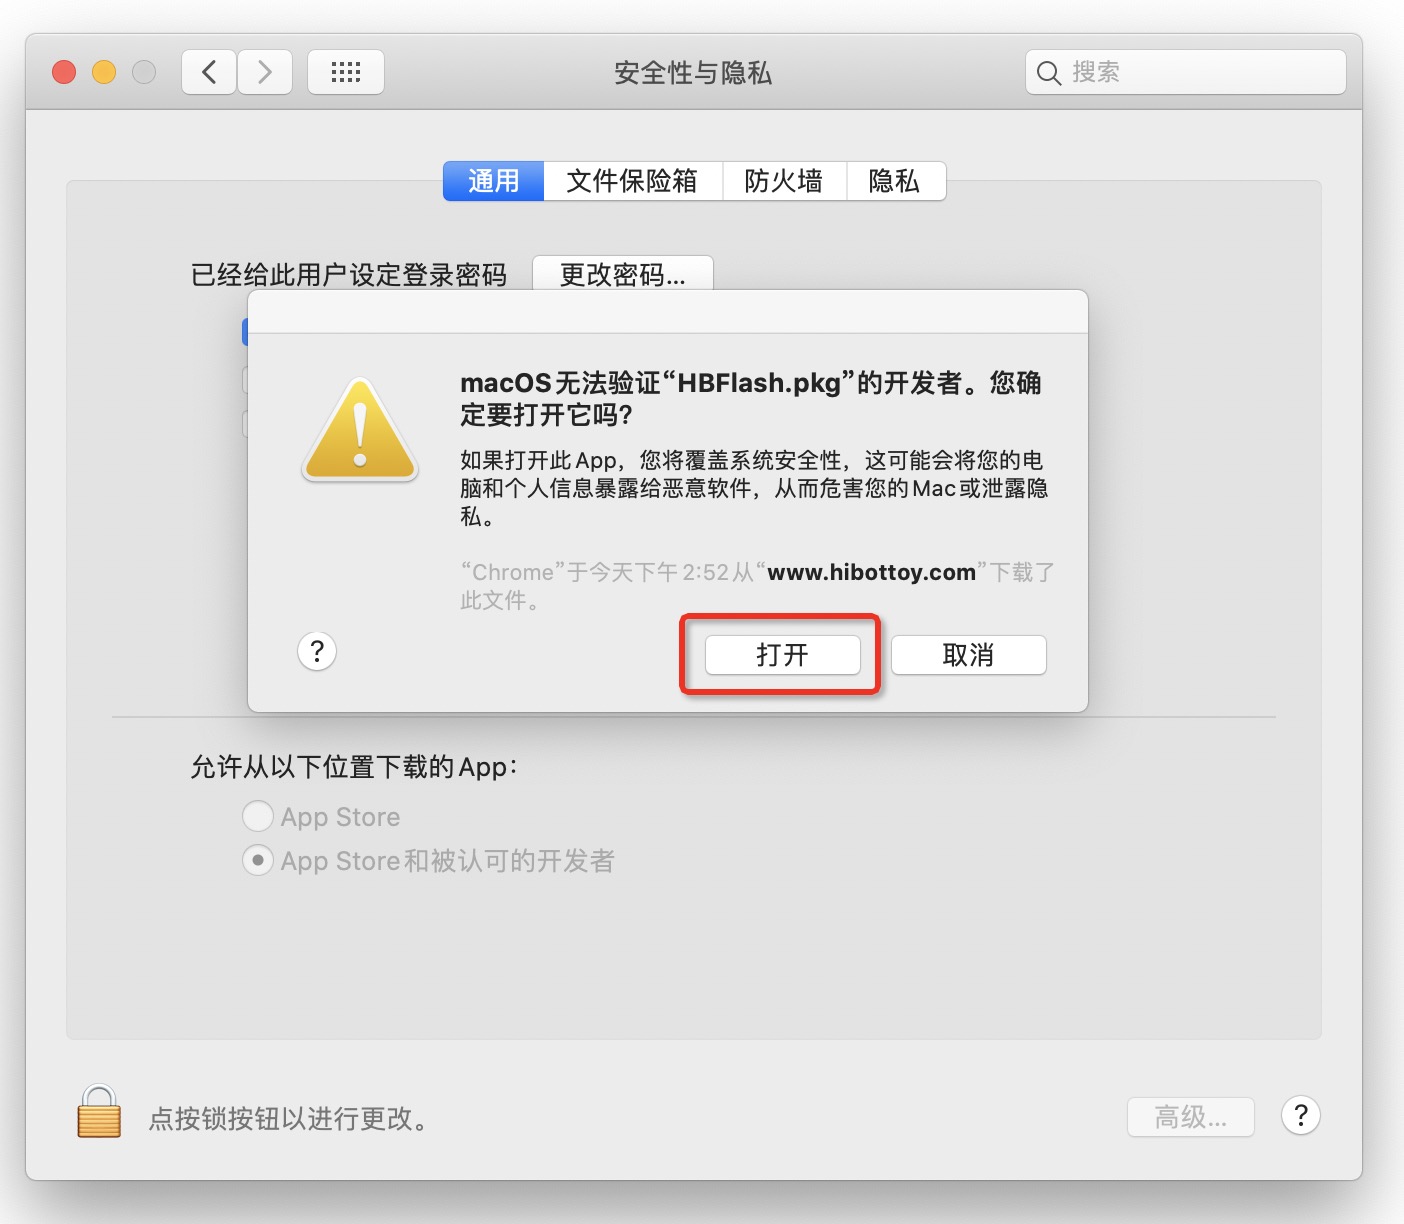 安全性与隐私
搜索
通用
文件保险箱
防火墙
隐私
已经给此用户设定登录密码
更改密码...
macOS无法验证“HBFlash.pkg”的开发者。您确
定要打开它吗?
如果打开此App，您将覆盖系统安全性，这可能会将您的电
脑和个人信息暴露给恶意软件，从而危害您的Mac或泄露隐
私。
“Chrome”于今天下午2:52从“www.hibottoy.com”下载了
此文件。
?
打开
取消
允许从以下位置下载的App：
App Store
App Store和被认可的开发者
点按锁按钮以进行更改。
高级...
?